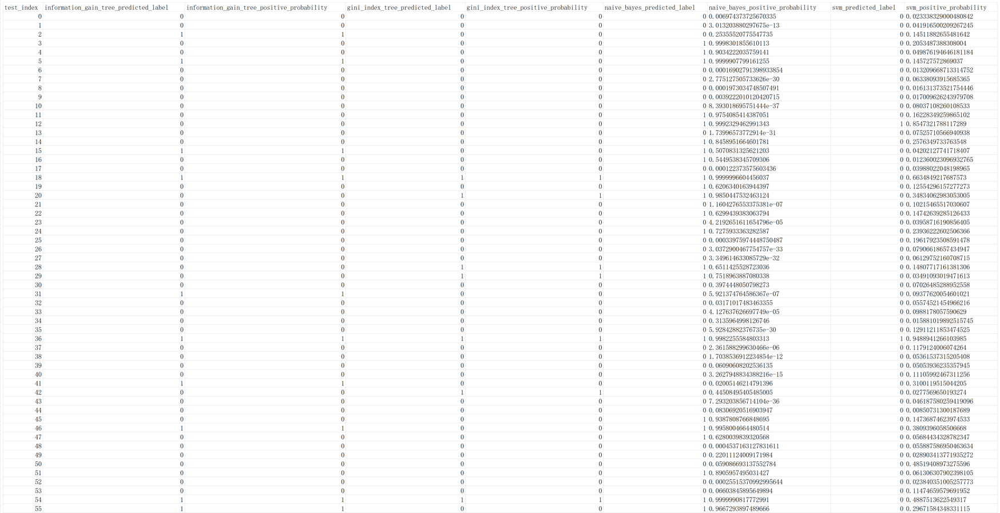 test_index information_gain_tree_predicted_label information_gain_tree_positive_probability gini_index_tree_predicted_label gini_index_tree_positive_probability naive_bayes_predicted_label naive_bayes_positive_probability svm_predicted_label svm_positive_probability
0 0 0 0 0 0 0.006974373725670335 0 0.023338329000480842
1 0 0 0 0 0 3.013203880297675e-13 0 0.041916500209267245
2 1 1 0 0 0 0.25355520775547735 0 0.14511882655481642
3 0 0 0 0 1 0.9998301855610113 0 0.2053487388308004
4 0 0 0 0 1 0.9034222035759141 0 0.049876194646181184
5 1 1 0 0 1 0.9999907799161255 0 0.145727572869037
6 0 0 0 0 0 0.00016902791398933854 0 0.013209668713314752
7 0 0 0 0 0 2.775127505733626e-30 0 0.06338093915685365
8 0 0 0 0 0 0.0001973034748507491 0 0.016131373521754446
9 0 0 0 0 0 0.0039222010120420715 0 0.017009626243979708
10 0 0 0 0 0 8.393018695751444e-37 0 0.08037108260108533
11 0 0 0 0 1 0.9754085414387051 0 0.16228349259865102
12 0 0 0 0 1 0.9992329462991343 1 0.8547321788117289
13 0 0 0 0 0 1.73996573772914e-31 0 0.07525710566940938
14 0 0 0 0 1 0.8458951664601781 0 0.2576349733763548
15 1 1 0 0 1 0.5070831325621203 0 0.04202127741718407
16 0 0 0 0 1 0.5449538345709306 0 0.012360023096932765
17 0 0 0 0 0 0.000122373575603436 0 0.03988022048198965
18 1 1 1 1 1 0.9999996604456037 0 0.6634849217687573
19 0 0 0 0 1 0.6206340163944397 0 0.12554296157277273
20 0 0 1 1 1 0.9850447532463124 0 0.34834062983053005
21 0 0 0 0 0 1.1604276553375381e-07 0 0.10215465517030607
22 0 0 0 0 1 0.6299439383063794 0 0.14742639285126433
23 0 0 0 0 0 4.2192651611654796e-05 0 0.03958716190856405
24 0 0 0 0 1 0.7275933363282587 0 0.23936222602506366
25 0 0 0 0 0 0.00033975974448750487 0 0.19617923508591478
26 0 0 0 0 0 3.0372900467754757e-33 0 0.07906618657434947
27 0 0 0 0 0 3.349614633085729e-32 0 0.06129752160708715
28 0 0 1 1 1 0.6511425528723036 0 0.14807717161381306
29 0 0 1 1 1 0.7518963887080338 0 0.03491093019471613
30 0 0 0 0 0 0.3974448050798273 0 0.07026485288952558
31 1 1 0 0 0 5.921374764586367e-07 0 0.09377620054601021
32 0 0 0 0 0 0.03171017483463355 0 0.05574521454966216
33 0 0 0 0 0 4.127637626697749e-05 0 0.0988178057590629
34 0 0 0 0 0 0.3135964998126746 0 0.015881019892515745
35 0 0 0 0 0 5.92842882376735e-30 0 0.12911211853474525
36 1 1 1 1 1 0.9982255584803313 1 0.9488941266103985
37 0 0 0 0 0 2.361588299630466e-06 0 0.1179124006074264
38 0 0 0 0 0 1.7038536912234854e-12 0 0.05361537315205408
39 0 0 0 0 0 0.06090608202536135 0 0.05053936235357945
40 0 0 0 0 0 3.2627948834388216e-15 0 0.11105992467311256
41 1 1 0 0 0 0.02005146214791396 0 0.3100119515044205
42 0 0 1 1 0 0.44508495405485005 0 0.0277569650193274
43 0 0 0 0 0 7.293203856714104e-36 0 0.046187580259419096
44 0 0 0 0 0 0.08306920516903947 0 0.00850731300187689
45 0 0 0 0 1 0.9387808766848695 0 0.14736874623974533
46 1 1 0 0 1 0.9958004664480514 0 0.3809396058506668
47 0 0 0 0 1 0.6280039839320568 0 0.05684434328782347
48 0 0 0 0 0 0.0004537163127831611 0 0.055887586950463634
49 0 0 0 0 0 0.22011124009171984 0 0.028903413771935272
50 0 0 0 0 0 0.059086693137552784 0 0.48519408973275596
51 0 0 0 0 1 0.8905957495031427 0 0.061306307902398105
52 0 0 0 0 0 0.00025515370992995644 0 0.023840351005257773
53 0 0 0 0 0 0.06603845895649894 0 0.11474659579691952
54 1 1 1 1 1 0.9999990817772991 0 0.4887513622549317
55 1 1 0 0 1 0.9667293897489666 0 0.29671584348331115